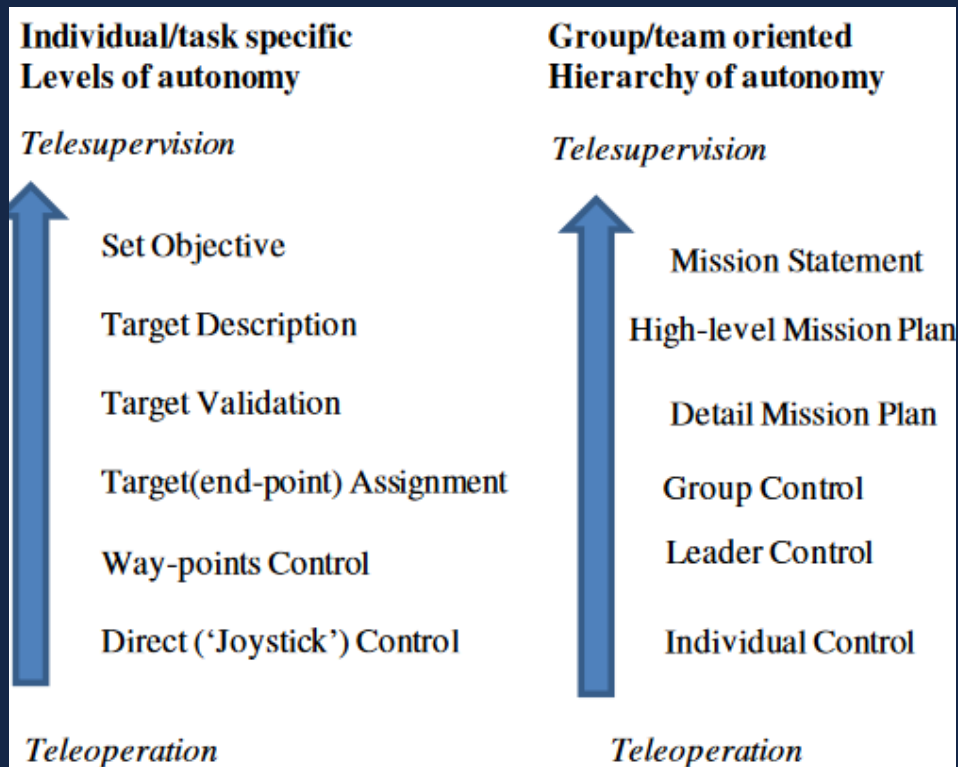 Individual/task specific
Levels of autonomy
Telesupervision
Set Objective
Target Description
Target Validation
Target(end-point) Assignment
Way-points Control
Direct (‘Joystick’) Control
Teleoperation
Group/team oriented
Hierarchy of autonomy
Telesupervision
Mission Statement
High-level Mission Plan
Detail Mission Plan
Group Control
Leader Control
Individual Control
Teleoperation